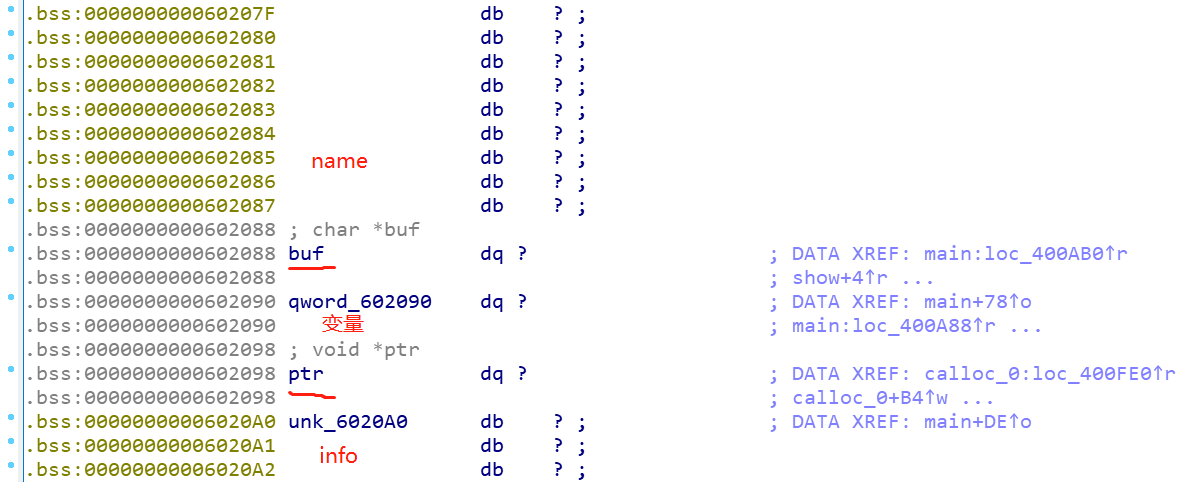 .bss:000000000060207F db ? ;
.bss:0000000000602080 db ? ;
.bss:0000000000602081 db ? ;
.bss:0000000000602082 db ? ;
.bss:0000000000602083 db ? ;
.bss:0000000000602084 db ? ;
.bss:0000000000602085 db ? ;
name
.bss:0000000000602086 db ? ;
.bss:0000000000602087 db ? ;
.bss:0000000000602088 ; char *buf
.bss:0000000000602088 buf dq ? ; DATA XREF: main:loc_400AB0↑r
.bss:0000000000602088 ; show+4↑r ...
.bss:0000000000602090 qword_602090 dq ? ; DATA XREF: main+78↑o
.bss:0000000000602090 变量 ; main:loc_400A88↑r ...
.bss:0000000000602098 ; void *ptr
.bss:0000000000602098 ptr dq ? ; DATA XREF: calloc_0:loc_400FE0↑r
.bss:0000000000602098 ; calloc_0+B4↑w ...
.bss:00000000006020A0 unk_6020A0 db ? ; ; DATA XREF: main+DE↑o
.bss:00000000006020A1 db ? ;
info
.bss:00000000006020A2 db ? ;